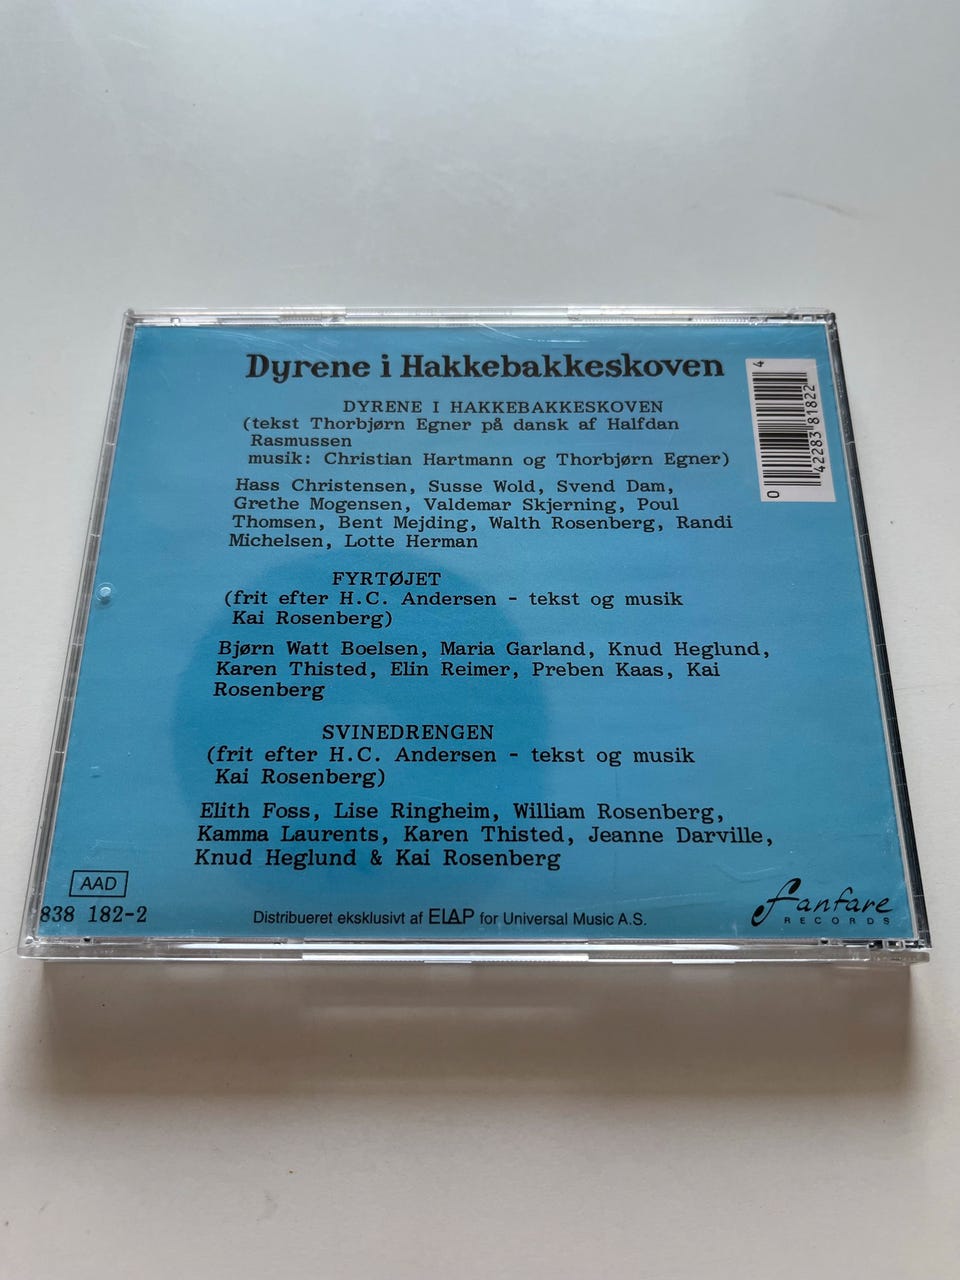 Dyrene i Hakkebakkeskoven
DYRENE I HAKKEBAKKESKOVEN
(tekst Thorbjørn Egner på dansk af Halfdan
Rasmussen
musik: Christian Hartmann og Thorbjørn Egner)
Hass Christensen, Susse Wold, Svend Dam,
Grethe Mogensen, Valdemar Skjerning, Poul
Thomsen, Bent Mejding, Walth Rosenberg, Randi
Michelsen, Lotte Herman
FYRTØJET
(frit efter H.C. Andersen - tekst og musik
Kai Rosenberg)
Bjørn Watt Boelsen, Maria Garland, Knud Heglund,
Karen Thisted, Elin Reimer, Preben Kaas, Kai
Rosenberg
SVINEDRENGEN
(frit efter H.C. Andersen - tekst og musik
Kai Rosenberg)
Elith Foss, Lise Ringheim, William Rosenberg,
Kamma Laurents, Karen Thisted, Jeanne Darville,
Knud Heglund & Kai Rosenberg
0 42283 81822 4
AAD
838 182-2
Distribueret eksklusivt af ELAP for Universal Music A.S.
fanfare
RECORDS